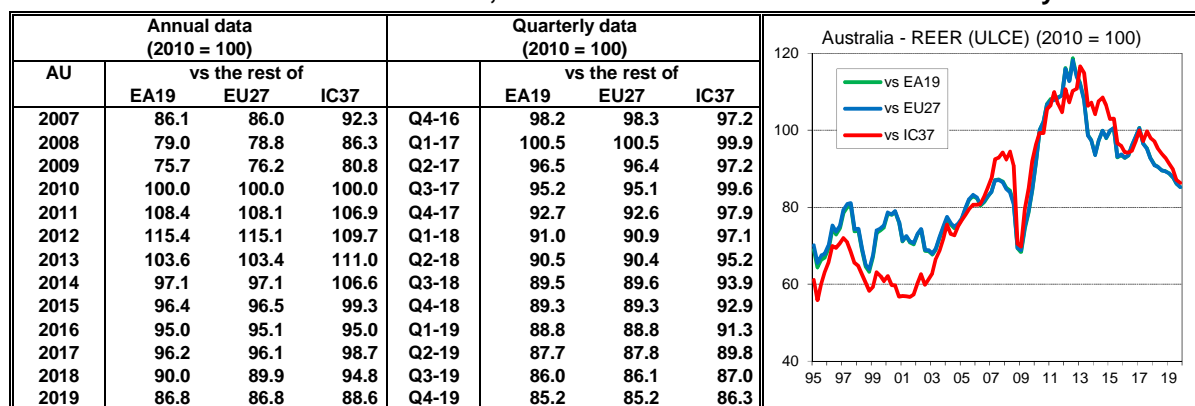 Annual data Quarterly data
(2010 = 100) (2010 = 100)
AU vs the rest of vs the rest of
EA19 EU27 IC37 EA19 EU27 IC37
2007 86.1 86.0 92.3 Q4-16 98.2 98.3 97.2
2008 79.0 78.8 86.3 Q1-17 100.5 100.5 99.9
2009 75.7 76.2 80.8 Q2-17 96.5 96.4 97.2
2010 100.0 100.0 100.0 Q3-17 95.2 95.1 99.6
2011 108.4 108.1 106.9 Q4-17 92.7 92.6 97.9
2012 115.4 115.1 109.7 Q1-18 91.0 90.9 97.1
2013 103.6 103.4 111.0 Q2-18 90.5 90.4 95.2
2014 97.1 97.1 106.6 Q3-18 89.5 89.6 93.9
2015 96.4 96.5 99.3 Q4-18 89.3 89.3 92.9
2016 95.0 95.1 95.0 Q1-19 88.8 88.8 91.3
2017 96.2 96.1 98.7 Q2-19 87.7 87.8 89.8
2018 90.0 89.9 94.8 Q3-19 86.0 86.1 87.0
2019 86.8 86.8 88.6 Q4-19 85.2 85.2 86.3
Australia - REER (ULCE) (2010 = 100)
120
vs EA19
vs EU27
vs IC37
100
80
60
40
95 97 99 01 03 05 07 09 11 13 15 17 19